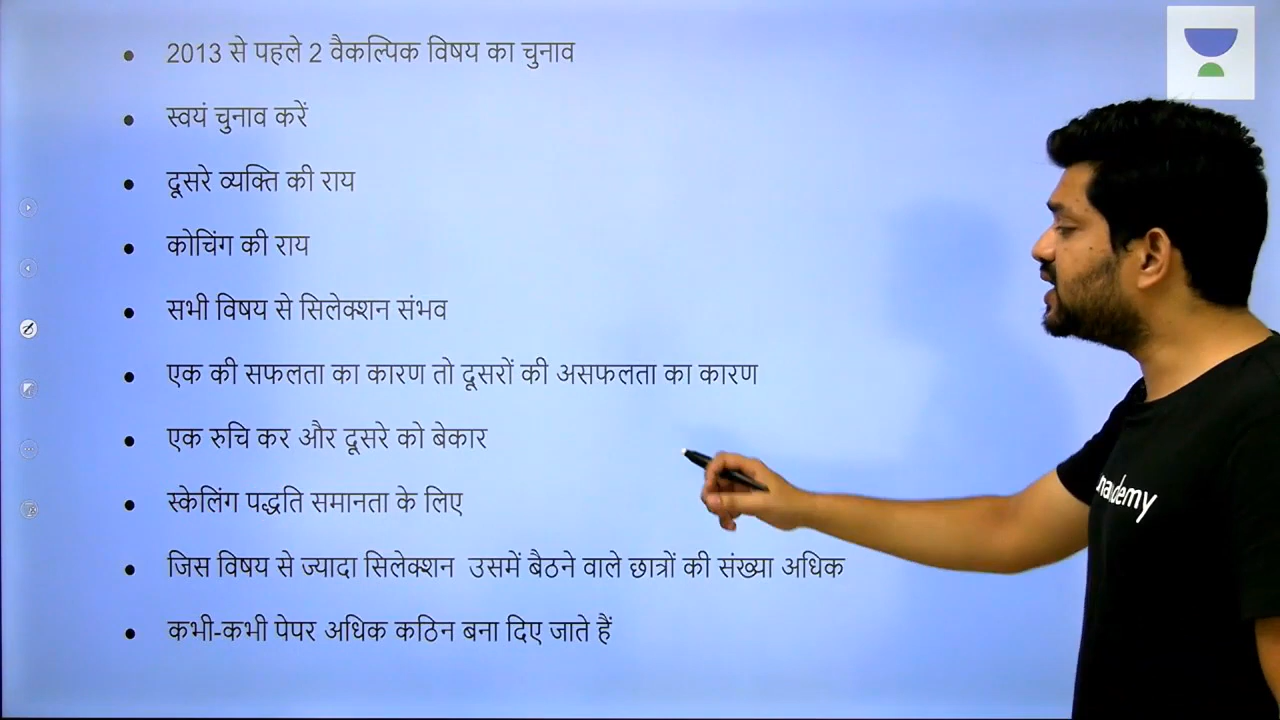 • 2013 से पहले 2 वैकल्पिक विषय का चुनाव
• स्वयं चुनाव करें
• दूसरे व्यक्ति की राय
• कोचिंग की राय
• सभी विषय से सिलेक्शन संभव
• एक की सफलता का कारण तो दूसरों की असफलता का कारण
• एक रुचि कर और दूसरे को बेकार
• स्केलिंग पद्धति समानता के लिए
• जिस विषय से ज्यादा सिलेक्शन उसमें बैठने वाले छात्रों की संख्या अधिक
• कभी-कभी पेपर अधिक कठिन बना दिए जाते हैं